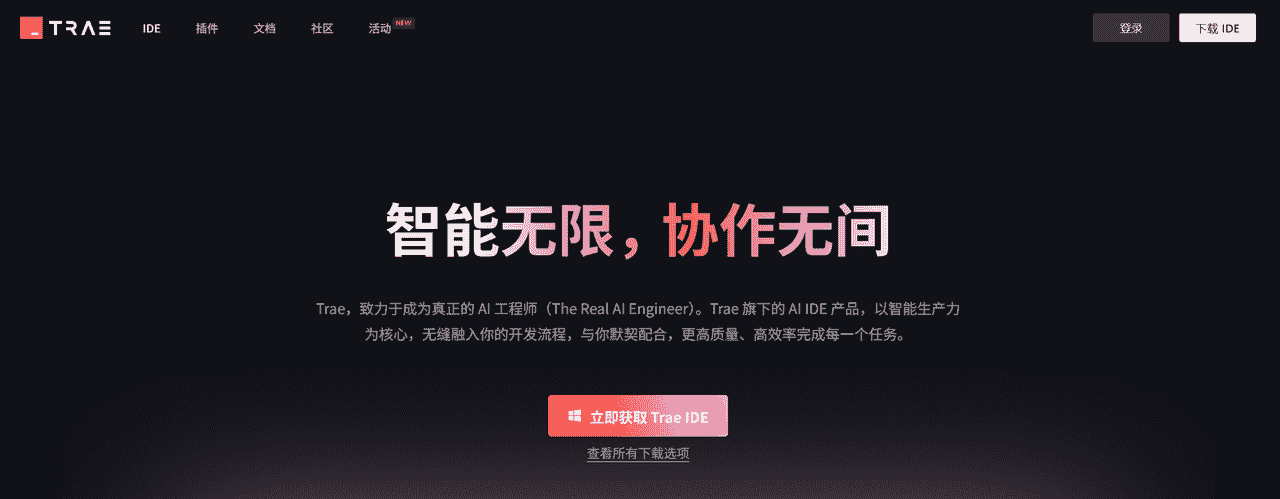 TRAE IDE 插件 文档 社区 活动 NEW 登录 下载 IDE
智能无限，协作无间
Trae，致力于成为真正的 AI 工程师（The Real AI Engineer）。Trae 旗下的 AI IDE 产品，以智能生产力
为核心，无缝融入你的开发流程，与你默契配合，更高质量、高效率完成每一个任务。
立即获取 Trae IDE
查看所有下载选项